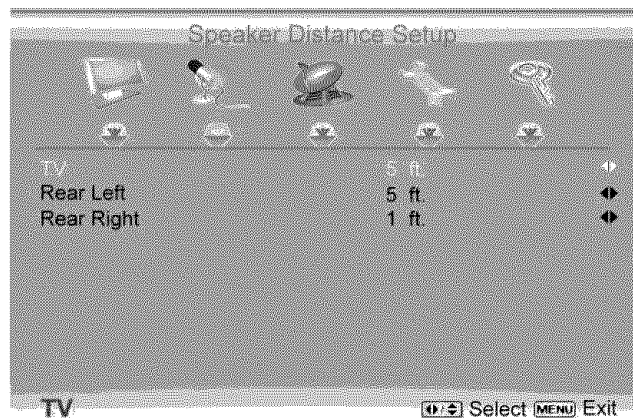 Speaker Distance Setup
TV 5 ft.
Rear Left 5 ft.
Rear Right 1 ft.
TV Select MENU Exit